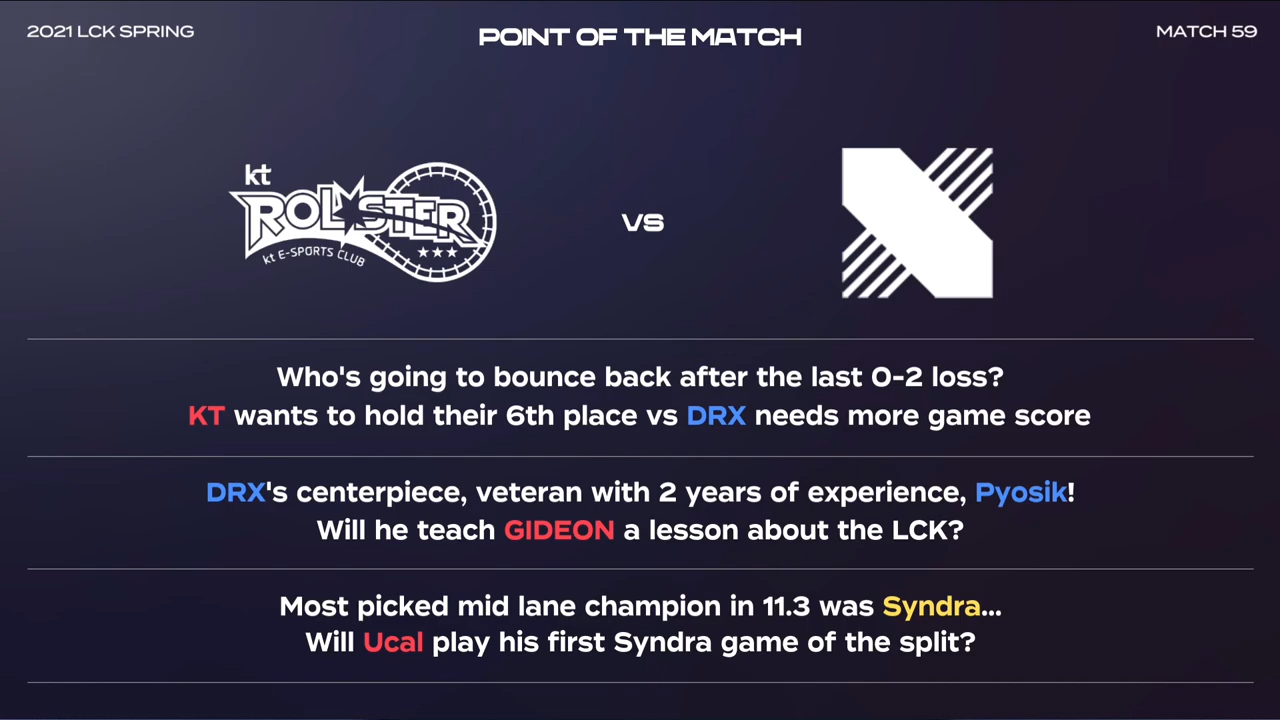 2021 LCK SPRING
POINT OF THE MATCH
MATCH 59
kt
ROLSTER
kt E-SPORTS CLUB
VS
Who's going to bounce back after the last 0-2 loss?
KT wants to hold their 6th place vs DRX needs more game score
DRX's centerpiece, veteran with 2 years of experience, Pyosik!
Will he teach GIDEON a lesson about the LCK?
Most picked mid lane champion in 11.3 was Syndra...
Will Ucal play his first Syndra game of the split?